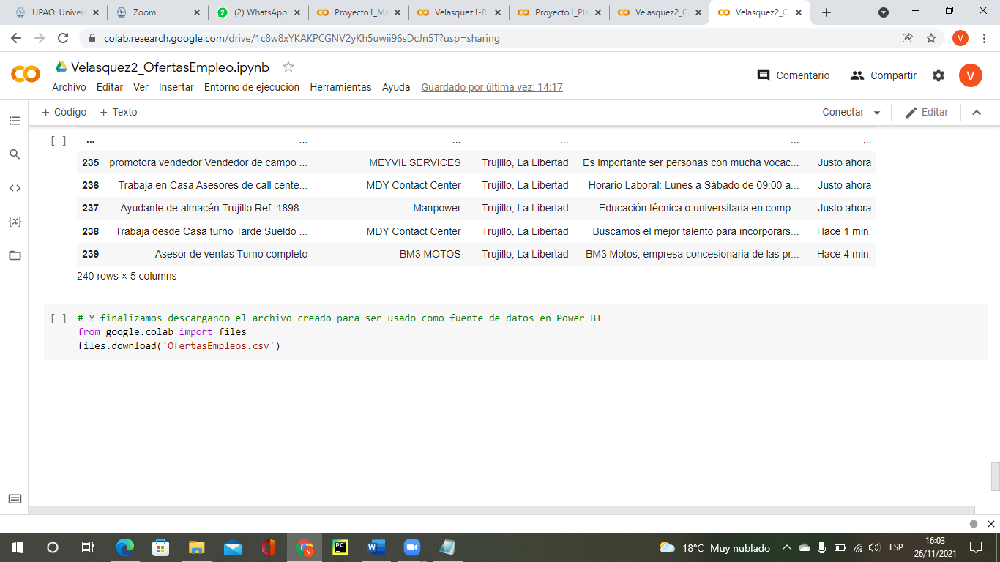 UPAO: Univers
Zoom
(2) WhatsApp
Proyecto1_Ma
Velasquez1-R
Proyecto1_Pla
Velasquez2_O
Velasquez2_O
colab.research.google.com/drive/1c8w8xYKAKPCGNV2yKh5uwii96sDcJn5T?usp=sharing
V
CO
Velasquez2_OfertasEmpleo.ipynb
Comentario
Compartir
V
Archivo Editar Ver Insertar Entorno de ejecución Herramientas Ayuda Guardado por última vez: 14:17
+ Código + Texto
Conectar
Editar
[ ] ... ... ... ... ... ...
235 promotora vendedor Vendedor de campo ... MEYVIL SERVICES Trujillo, La Libertad Es importante ser personas con mucha vocac... Justo ahora
236 Trabaja en Casa Asesores de call cente... MDY Contact Center Trujillo, La Libertad Horario Laboral: Lunes a Sábado de 09:00 a... Justo ahora
237 Ayudante de almacén Trujillo Ref. 1898... Manpower Trujillo, La Libertad Educación técnica o universitaria en comp... Justo ahora
238 Trabaja desde Casa turno Tarde Sueldo ... MDY Contact Center Trujillo, La Libertad Buscamos el mejor talento para incorporars... Hace 1 min.
239 Asesor de ventas Turno completo BM3 MOTOS Trujillo, La Libertad BM3 Motos, empresa concesionaria de las pr... Hace 4 min.
240 rows × 5 columns
[ ] # Y finalizamos descargando el archivo creado para ser usado como fuente de datos en Power BI
from google.colab import files
files.download('OfertasEmpleos.csv')
{x}
18°C Muy nublado
ESP
16:03
26/11/2021